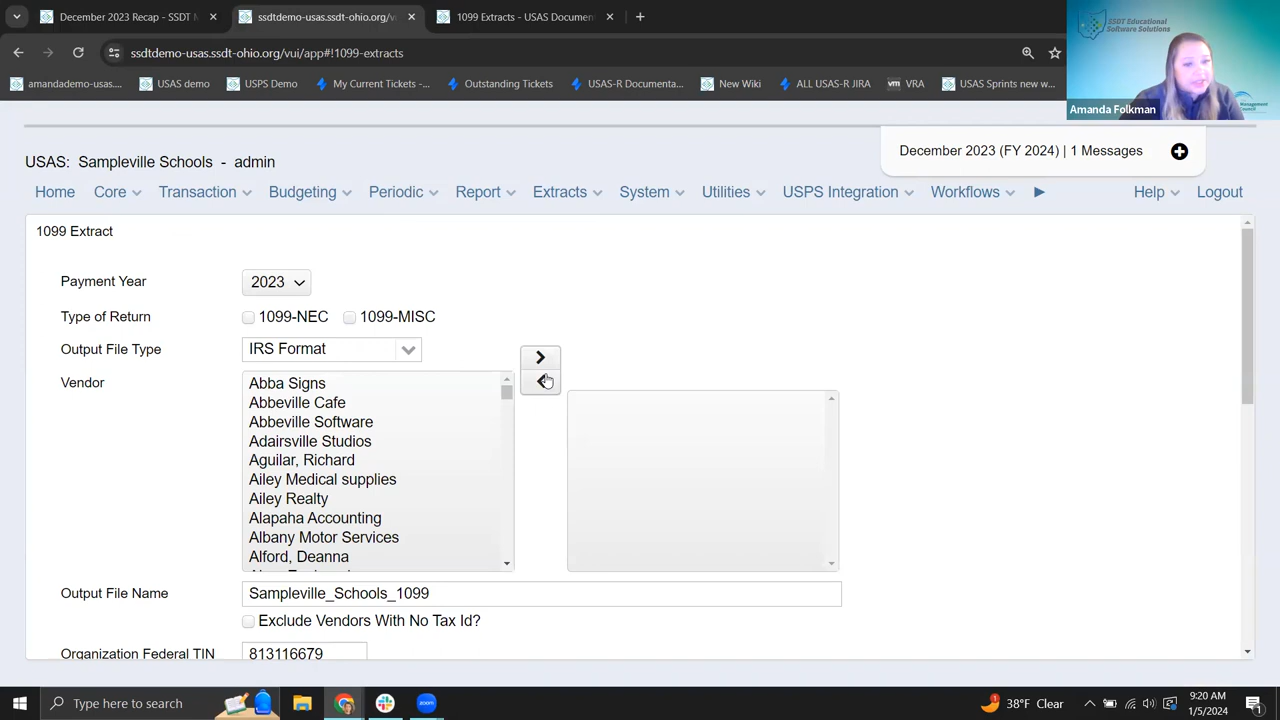 December 2023 Recap - SSDT M
ssdtdemo-usas.ssdt-ohio.org/vu
1099 Extracts - USAS Documen
ssdtdemo-usas.ssdt-ohio.org/vui/app#!1099-extracts
amandademo-usas....
USAS demo
USPS Demo
My Current Tickets -...
Outstanding Tickets
USAS-R Documenta...
New Wiki
ALL USAS-R JIRA
vm VRA
USAS Sprints new w...
SSDT Educational
Software Solutions
Management
Council
Amanda Folkman
December 2023 (FY 2024) | 1 Messages
USAS: Sampleville Schools - admin
Home Core Transaction Budgeting Periodic Report Extracts System Utilities USPS Integration Workflows Help Logout
1099 Extract
Payment Year 2023
Type of Return 1099-NEC 1099-MISC
Output File Type IRS Format
Vendor
Abba Signs
Abbeville Cafe
Abbeville Software
Adairsville Studios
Aguilar, Richard
Ailey Medical supplies
Ailey Realty
Alapaha Accounting
Albany Motor Services
Alford, Deanna
Output File Name Sampleville_Schools_1099
Exclude Vendors With No Tax Id?
Organization Federal TIN 813116679
Type here to search
zoom
1
38°F Clear
9:20 AM
1/5/2024
1